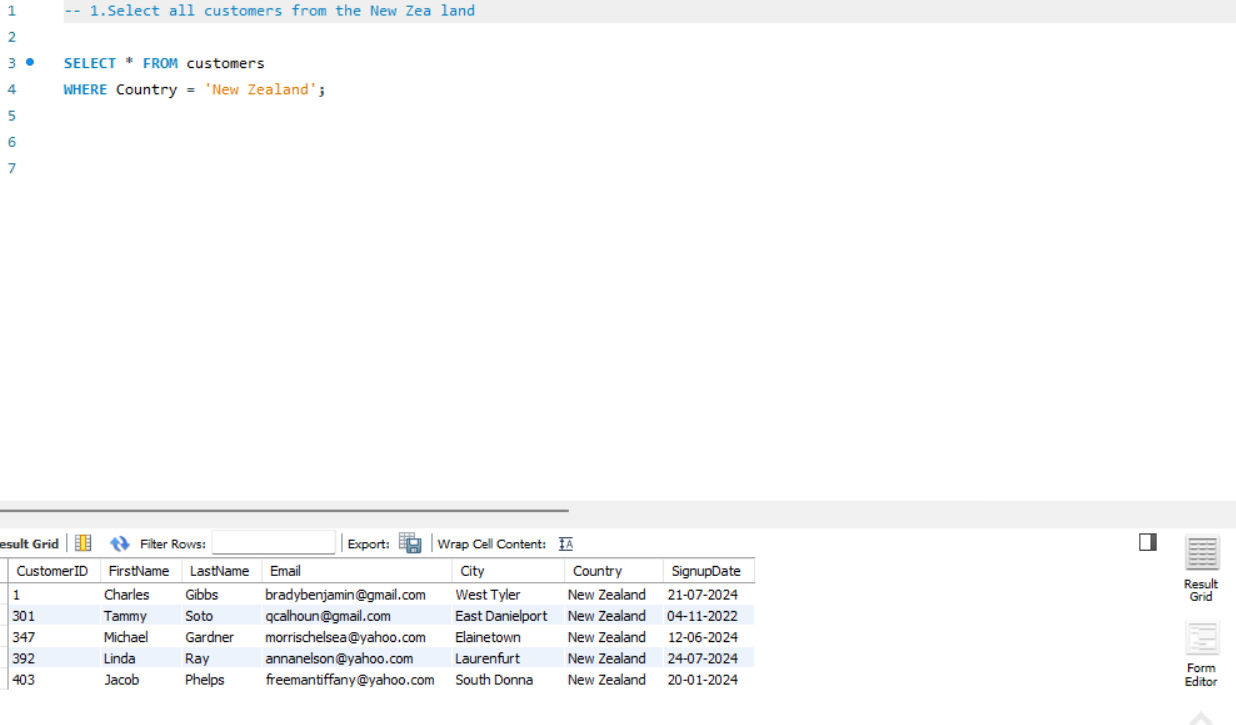 1 -- 1.Select all customers from the New Zea land
2
3 SELECT * FROM customers
4 WHERE Country = 'New Zealand';
5
6
7
esult Grid Filter Rows: Export: Wrap Cell Content:
CustomerID FirstName LastName Email City Country SignupDate
1 Charles Gibbs bradybenjamin@gmail.com West Tyler New Zealand 21-07-2024
301 Tammy Soto qcalhoun@gmail.com East Danielport New Zealand 04-11-2022
347 Michael Gardner morrischelsea@yahoo.com Elainetown New Zealand 12-06-2024
392 Linda Ray annanelson@yahoo.com Laurenfurt New Zealand 24-07-2024
403 Jacob Phelps freemantiffany@yahoo.com South Donna New Zealand 20-01-2024
Result
Grid
Form
Editor